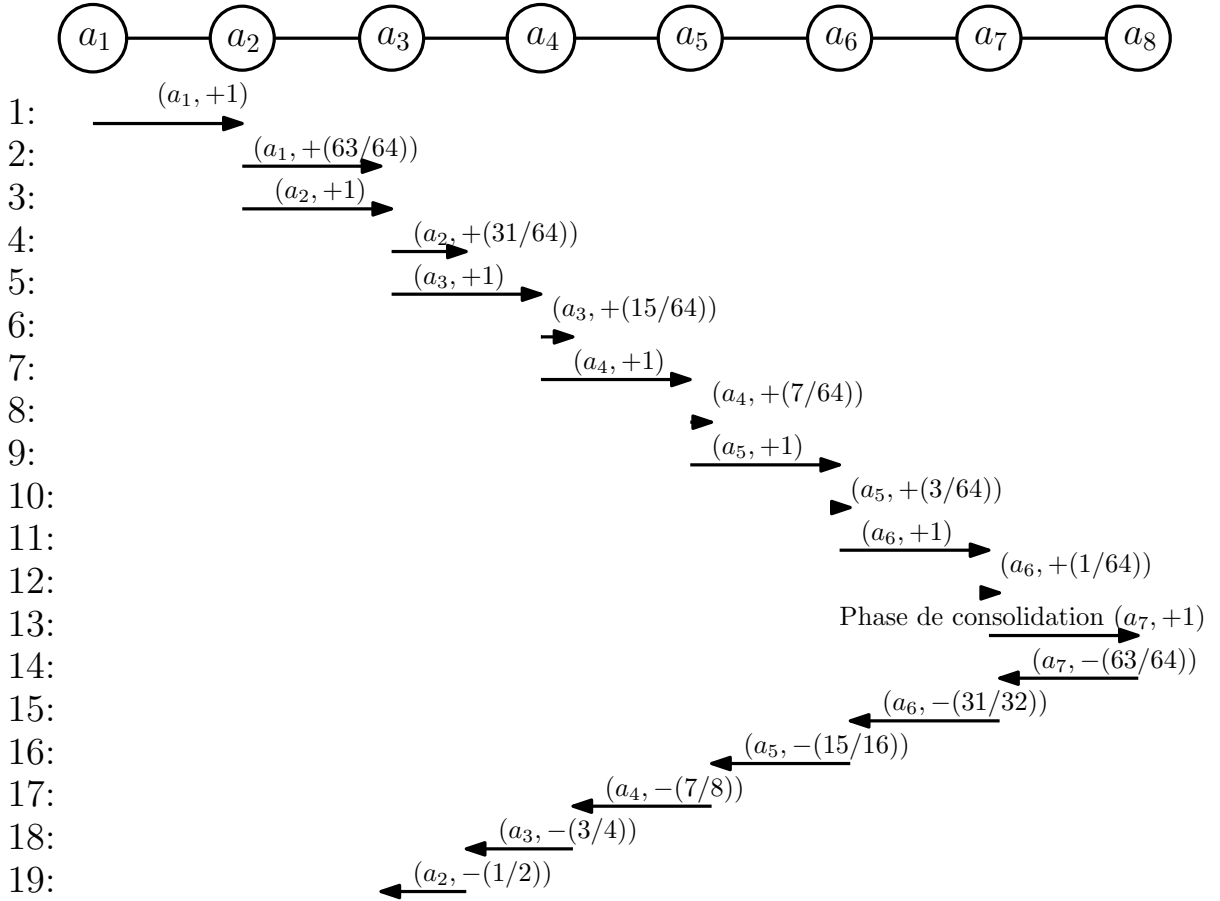 a₁ a₂ a₃ a₄ a₅ a₆ a₇ a₈
1: (a₁, +1)
2: (a₁, +(63/64))
3: (a₂, +1)
4: (a₂, +(31/64))
5: (a₃, +1)
6: (a₃, +(15/64))
7: (a₄, +1)
8: (a₄, +(7/64))
9: (a₅, +1)
10: (a₅, +(3/64))
11: (a₆, +1)
12: (a₆, +(1/64))
13: Phase de consolidation (a₇, +1)
14: (a₇, −(63/64))
15: (a₆, −(31/32))
16: (a₅, −(15/16))
17: (a₄, −(7/8))
18: (a₃, −(3/4))
19: (a₂, −(1/2))